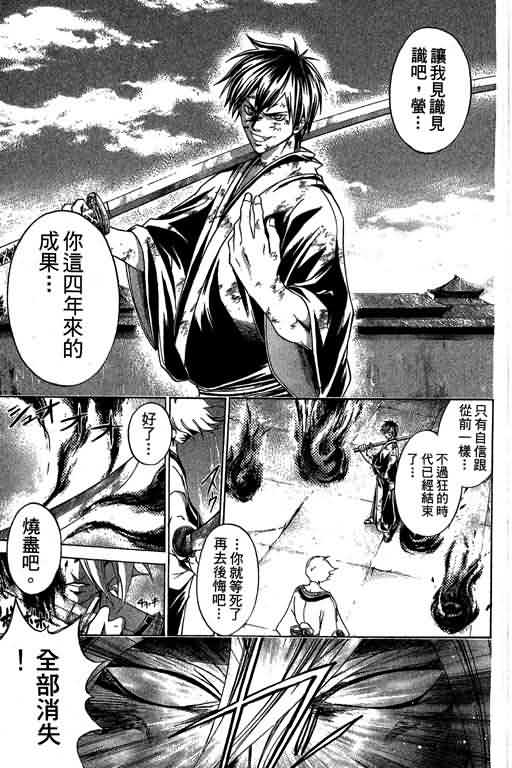 讓我見識見
識吧，螢…
你這四年來的
成果…
只有自信跟
從前一樣…
不過狂的時
代已經結束
了…
…你就等死了
再去後悔吧…
好了…
燒盡吧。
全部消失
！